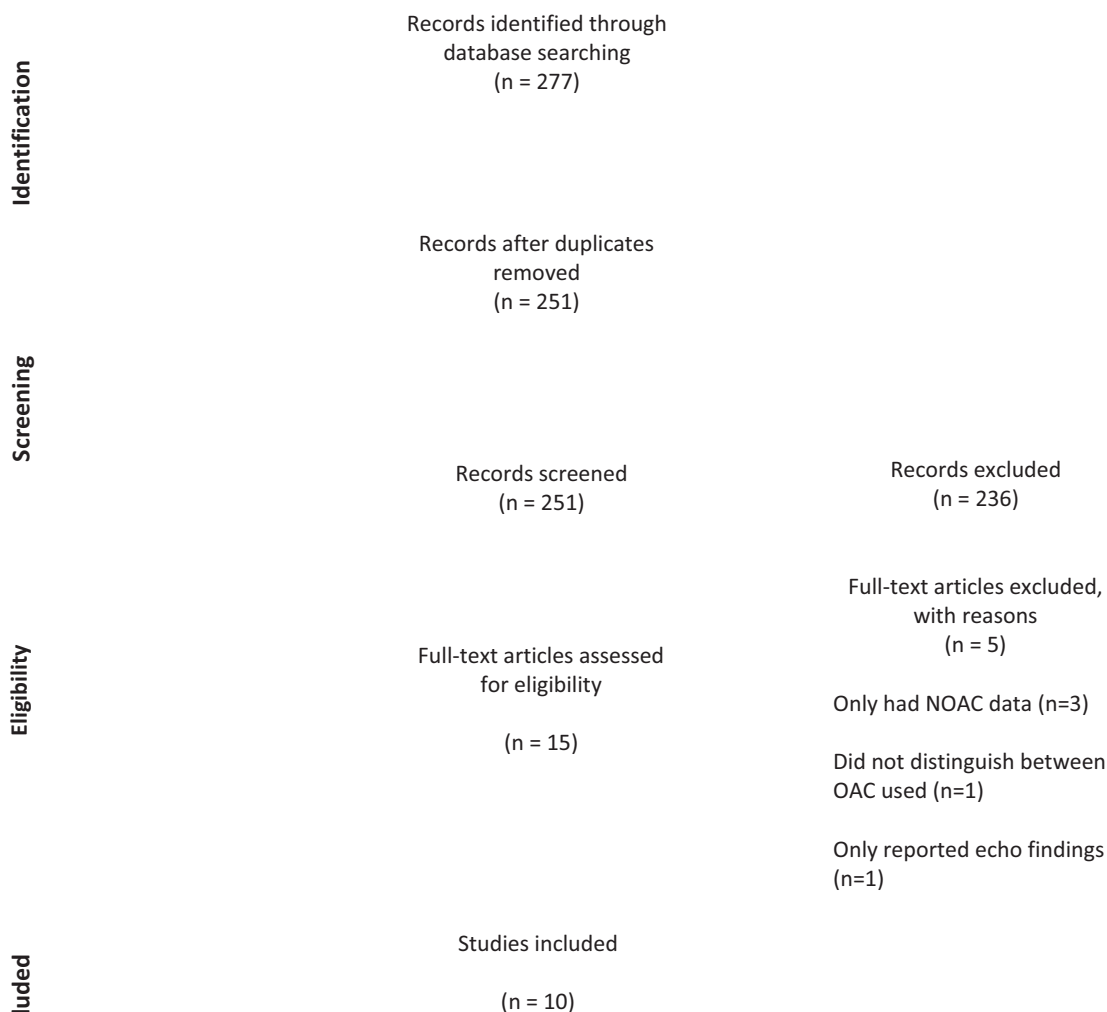 Identification
Records identified through
database searching
(n = 277)
Records after duplicates
removed
(n = 251)
Screening
Records screened
(n = 251)
Records excluded
(n = 236)
Eligibility
Full-text articles assessed
for eligibility
(n = 15)
Full-text articles excluded,
with reasons
(n = 5)
Only had NOAC data (n=3)
Did not distinguish between
OAC used (n=1)
Only reported echo findings
(n=1)
luded
Studies included
(n = 10)